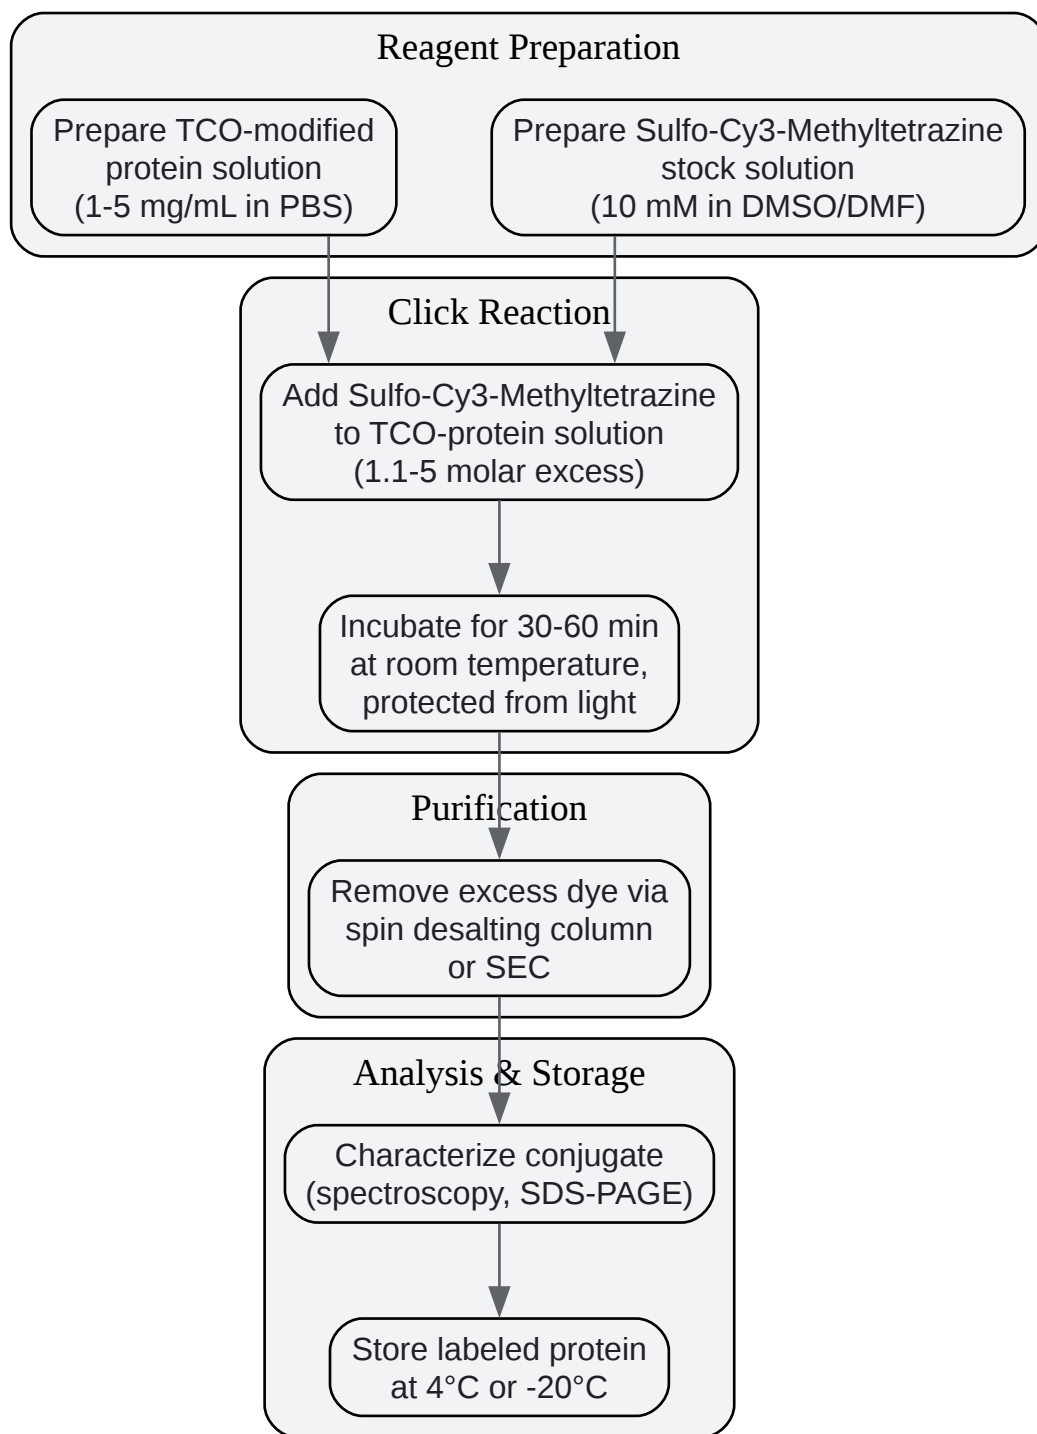 Reagent Preparation
Prepare TCO-modified
protein solution
(1-5 mg/mL in PBS)
Prepare Sulfo-Cy3-Methyltetrazine
stock solution
(10 mM in DMSO/DMF)
Click Reaction
Add Sulfo-Cy3-Methyltetrazine
to TCO-protein solution
(1.1-5 molar excess)
Incubate for 30-60 min
at room temperature,
protected from light
Purification
Remove excess dye via
spin desalting column
or SEC
Analysis & Storage
Characterize conjugate
(spectroscopy, SDS-PAGE)
Store labeled protein
at 4°C or -20°C